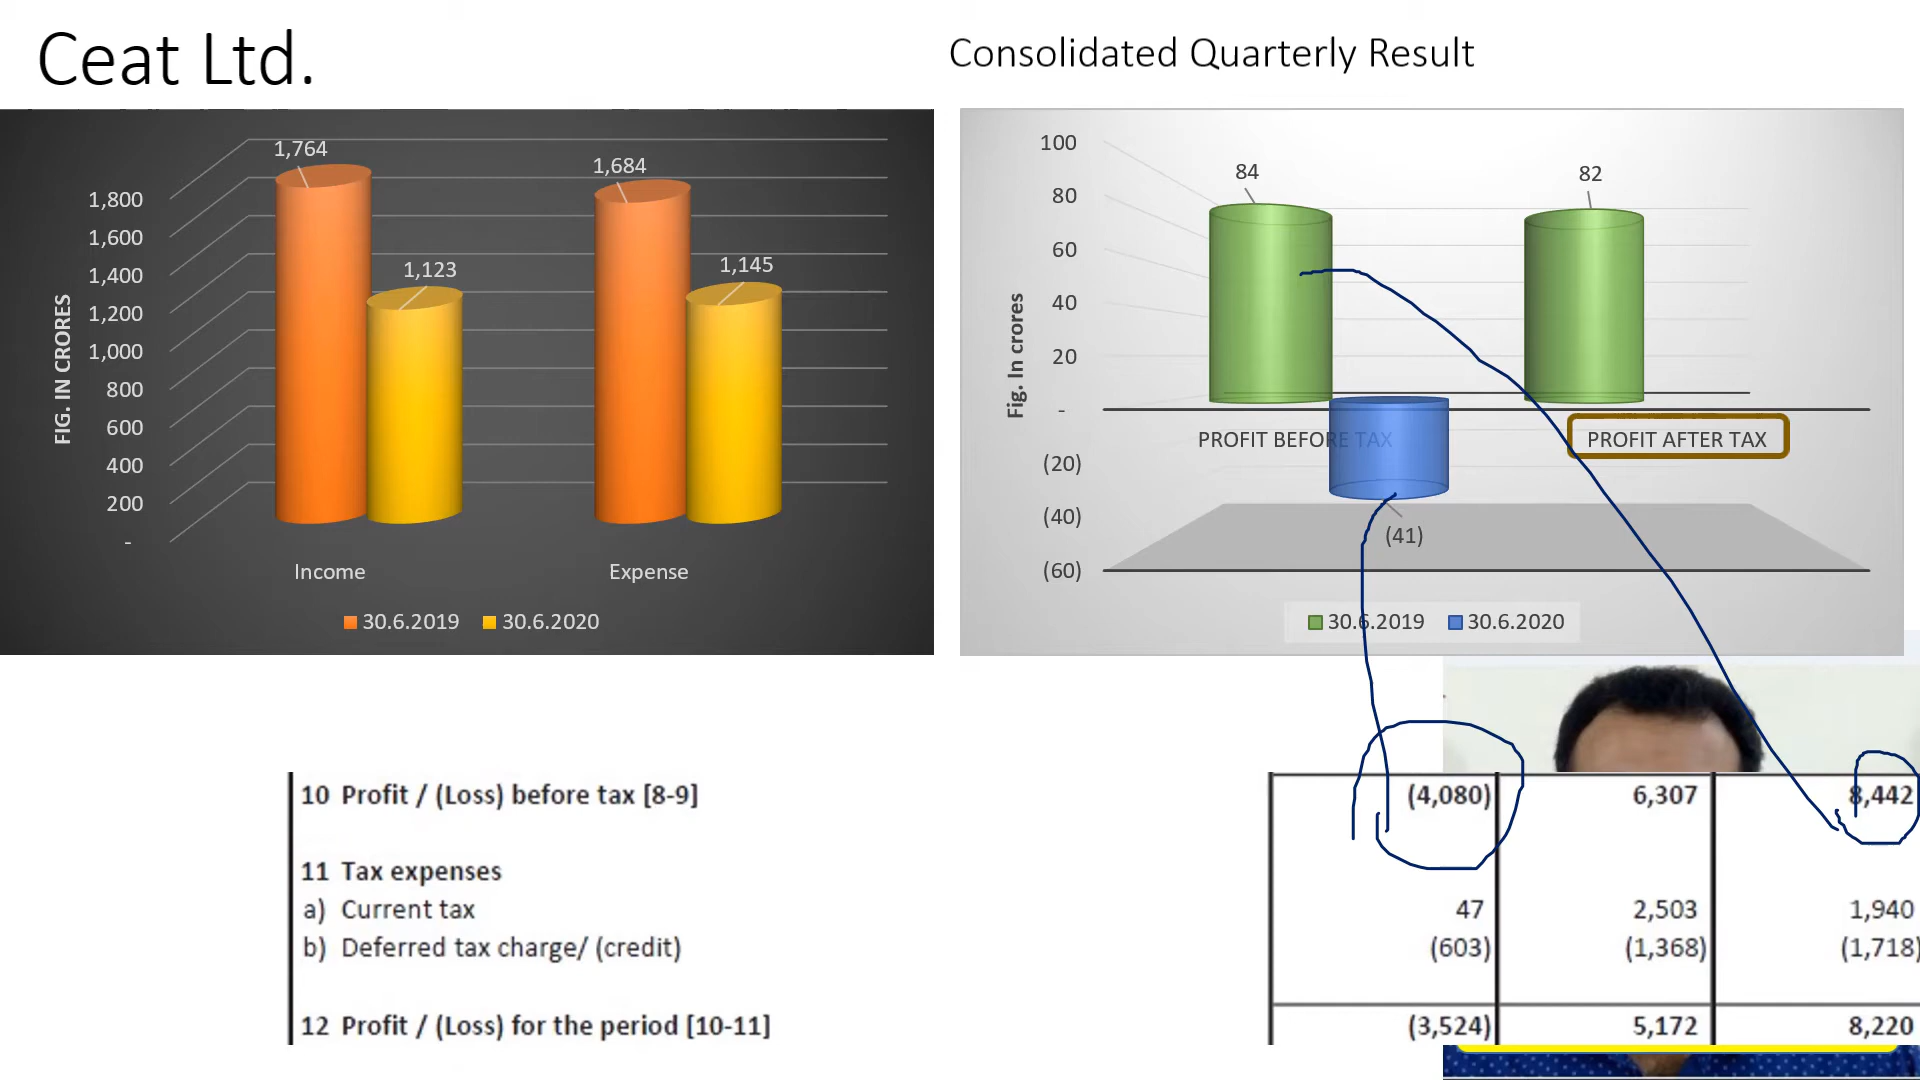 Ceat Ltd.
Consolidated Quarterly Result
FIG. IN CRORES
1,800
1,600
1,400
1,200
1,000
800
600
400
200
-
1,764
1,123
1,684
1,145
Income
Expense
30.6.2019
30.6.2020
Fig. In crores
100
80
60
40
20
-
(20)
(40)
(60)
84
82
PROFIT BEFORE TAX
PROFIT AFTER TAX
(41)
30.6.2019
30.6.2020
10 Profit / (Loss) before tax [8-9] (4,080) 6,307 8,442
11 Tax expenses
a) Current tax 47 2,503 1,940
b) Deferred tax charge/ (credit) (603) (1,368) (1,718)
12 Profit / (Loss) for the period [10-11] (3,524) 5,172 8,220